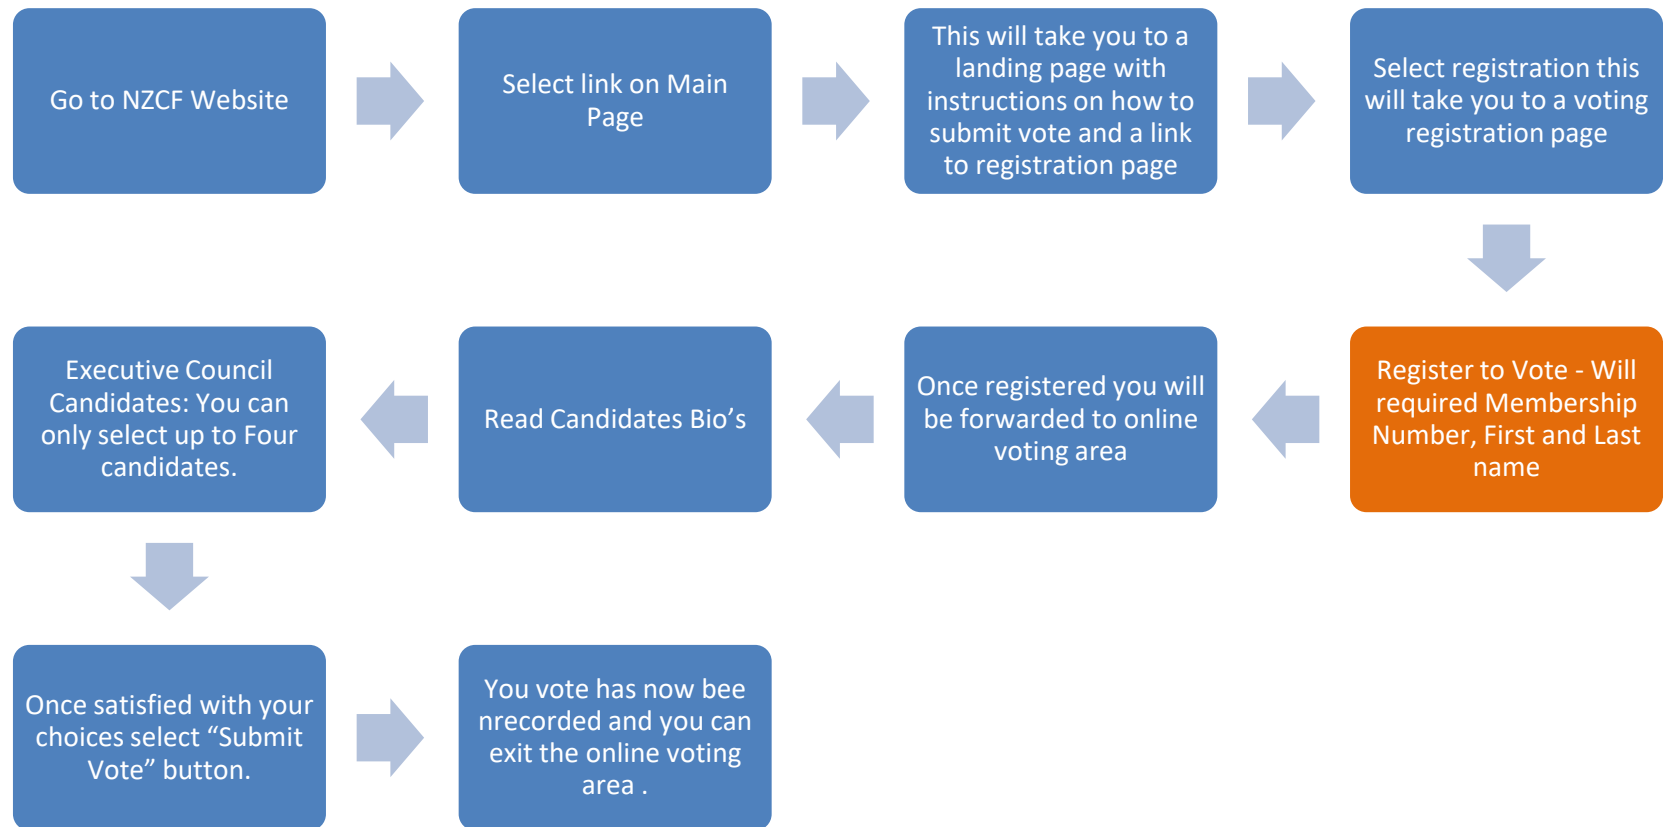 Go to NZCF Website
Select link on Main
Page
This will take you to a
landing page with
instructions on how to
submit vote and a link
to registration page
Select registration this
will take you to a voting
registration page
Register to Vote - Will
required Membership
Number, First and Last
name
Once registered you will
be forwarded to online
voting area
Read Candidates Bio’s
Executive Council
Candidates: You can
only select up to Four
candidates.
Once satisfied with your
choices select “Submit
Vote” button.
You vote has now bee
nrecorded and you can
exit the online voting
area .